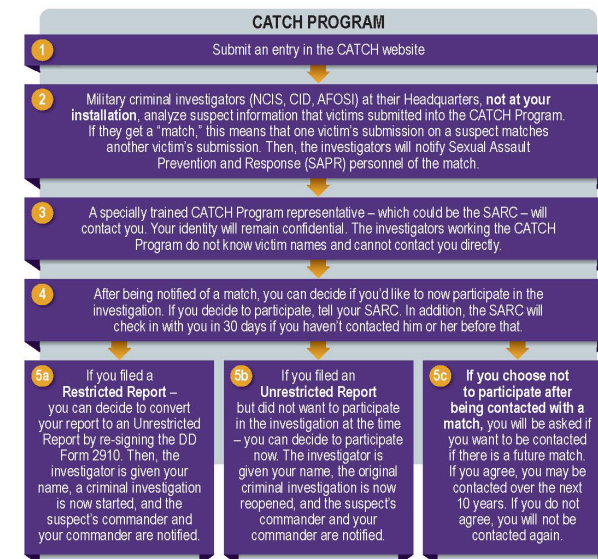 CATCH PROGRAM
1
Submit an entry in the CATCH website
2
Military criminal investigators (NCIS, CID, AFOSI) at their Headquarters, not at your
installation, analyze suspect information that victims submitted into the CATCH Program.
If they get a “match,” this means that one victim’s submission on a suspect matches
another victim’s submission. Then, the investigators will notify Sexual Assault
Prevention and Response (SAPR) personnel of the match.
3
A specially trained CATCH Program representative – which could be the SARC – will
contact you. Your identity will remain confidential. The investigators working the CATCH
Program do not know victim names and cannot contact you directly.
4
After being notified of a match, you can decide if you’d like to now participate in the
investigation. If you decide to participate, tell your SARC. In addition, the SARC will
check in with you in 30 days if you haven’t contacted him or her before that.
5a
If you filed a
Restricted Report –
you can decide to convert
your report to an Unrestricted
Report by re-signing the DD
Form 2910. Then, the
investigator is given your
name, a criminal investigation
is now started, and the
suspect’s commander and
your commander are notified.
5b
If you filed an
Unrestricted Report
but did not want to participate
in the investigation at the time
– you can decide to participate
now. The investigator is
given your name, the original
criminal investigation is now
reopened, and the suspect’s
commander and your
commander are notified.
5c
If you choose not
to participate after
being contacted with a
match, you will be asked if
you want to be contacted
if there is a future match.
If you agree, you may be
contacted over the next
10 years. If you do not
agree, you will not be
contacted again.